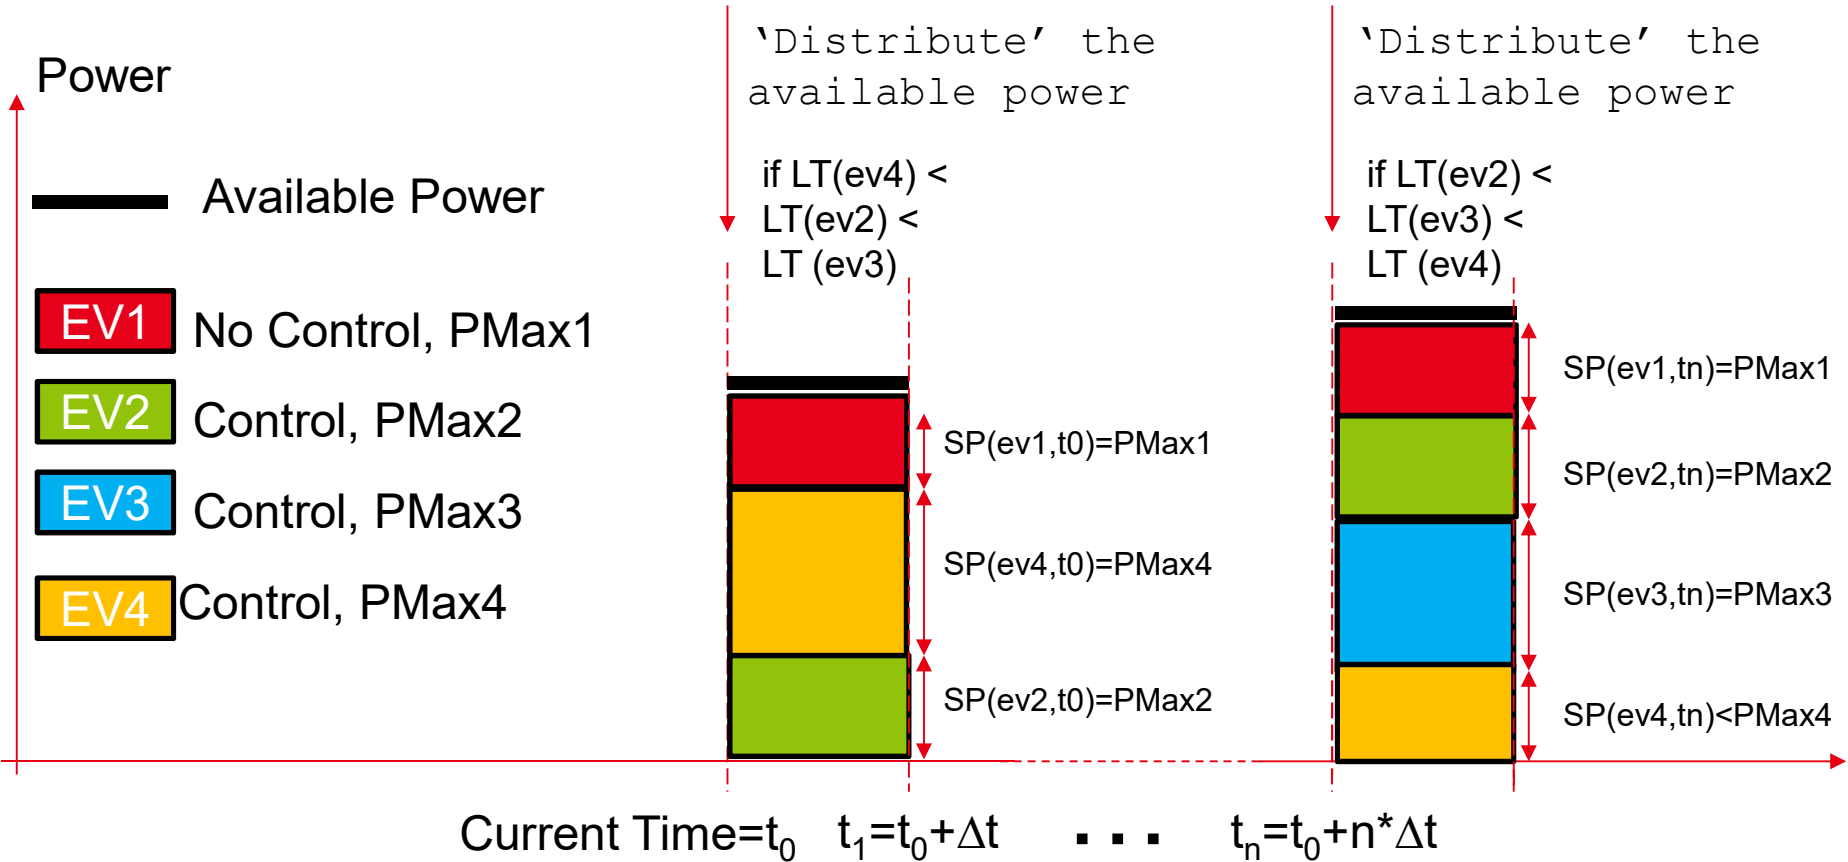 Power
Available Power
EV1 No Control, PMax1
EV2 Control, PMax2
EV3 Control, PMax3
EV4 Control, PMax4
‘Distribute’ the
available power
if LT(ev4) <
LT(ev2) <
LT (ev3)
SP(ev1,t0)=PMax1
SP(ev4,t0)=PMax4
SP(ev2,t0)=PMax2
‘Distribute’ the
available power
if LT(ev2) <
LT(ev3) <
LT (ev4)
SP(ev1,tn)=PMax1
SP(ev2,tn)=PMax2
SP(ev3,tn)=PMax3
SP(ev4,tn)<PMax4
Current Time=t0 t1=t0+Δt ... tn=t0+n*Δt